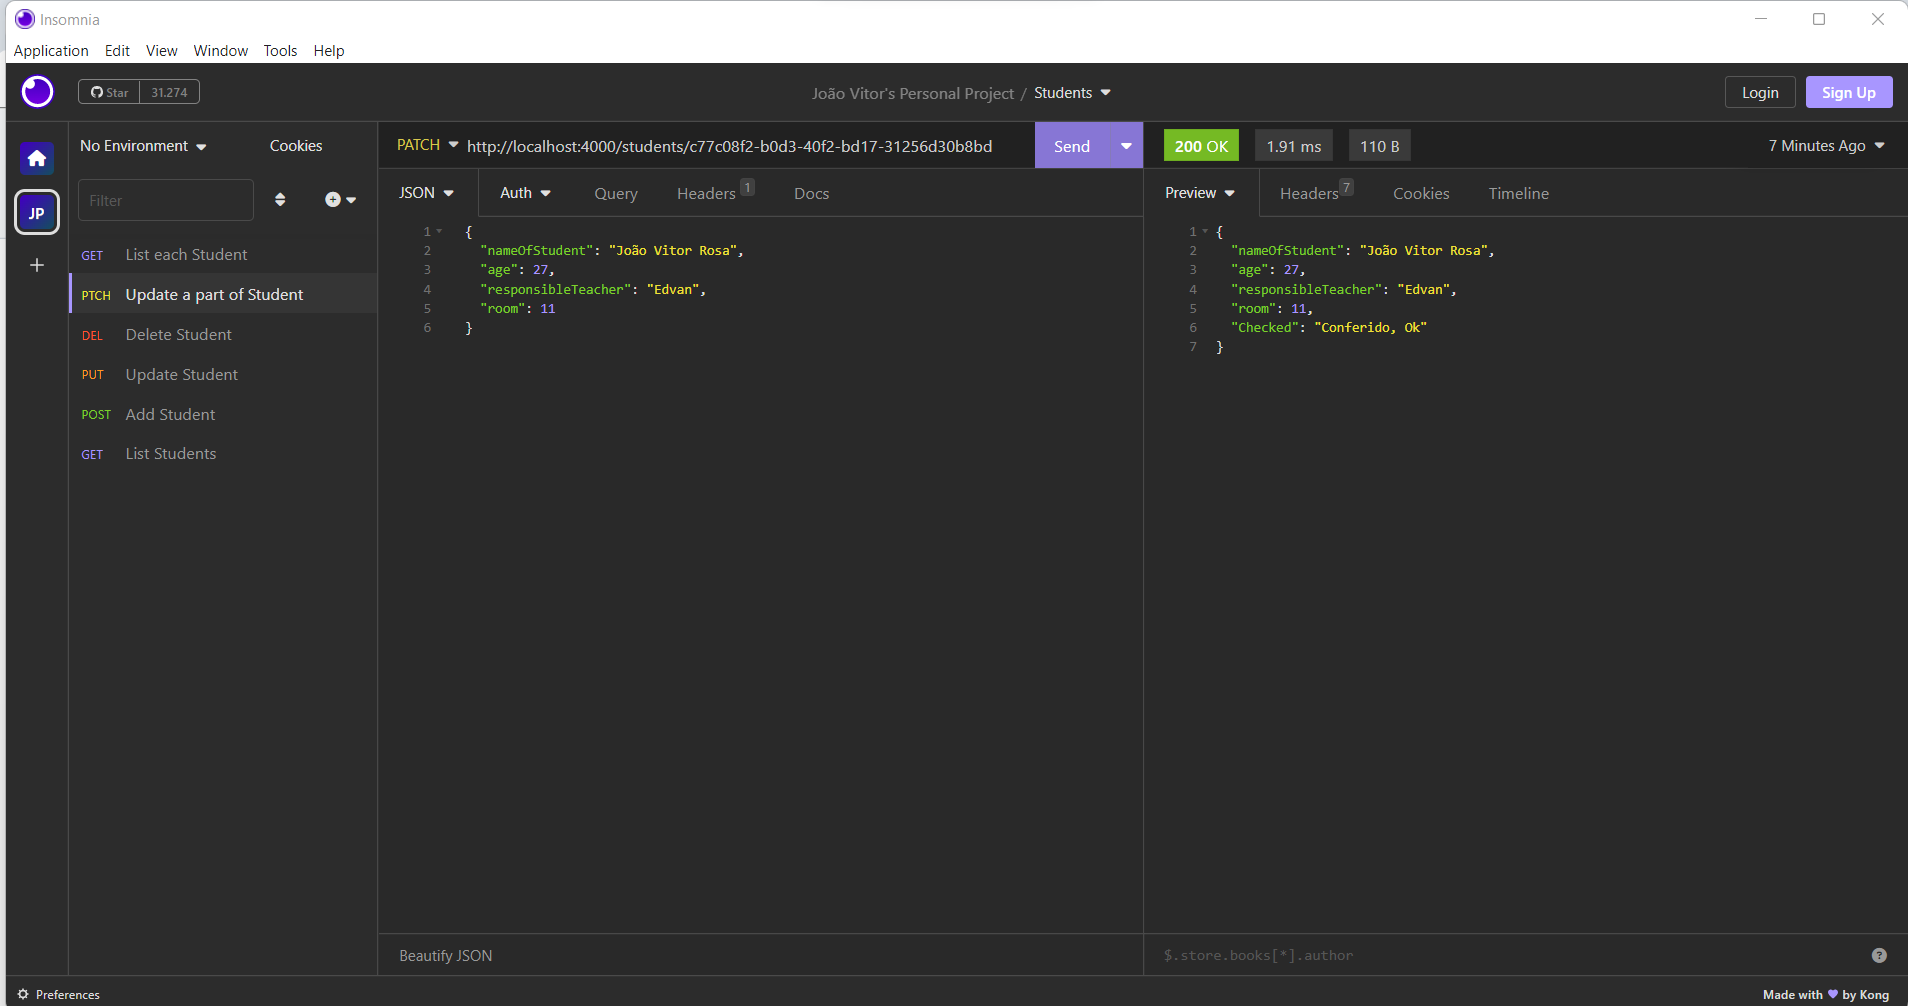 Insomnia
Application Edit View Window Tools Help
Star 31.274
João Vitor's Personal Project / Students
Login Sign Up
JP
No Environment Cookies
Filter
GET List each Student
PTCH Update a part of Student
DEL Delete Student
PUT Update Student
POST Add Student
GET List Students
PATCH http://localhost:4000/students/c77c08f2-b0d3-40f2-bd17-31256d30b8bd Send
JSON Auth Query Headers 1 Docs
1 {
2 "nameOfStudent": "João Vitor Rosa",
3 "age": 27,
4 "responsibleTeacher": "Edvan",
5 "room": 11
6 }
Beautify JSON
200 OK 1.91 ms 110 B 7 Minutes Ago
Preview Headers 7 Cookies Timeline
1 {
2 "nameOfStudent": "João Vitor Rosa",
3 "age": 27,
4 "responsibleTeacher": "Edvan",
5 "room": 11,
6 "Checked": "Conferido, Ok"
7 }
$.store.books[*].author
Preferences
Made with by Kong